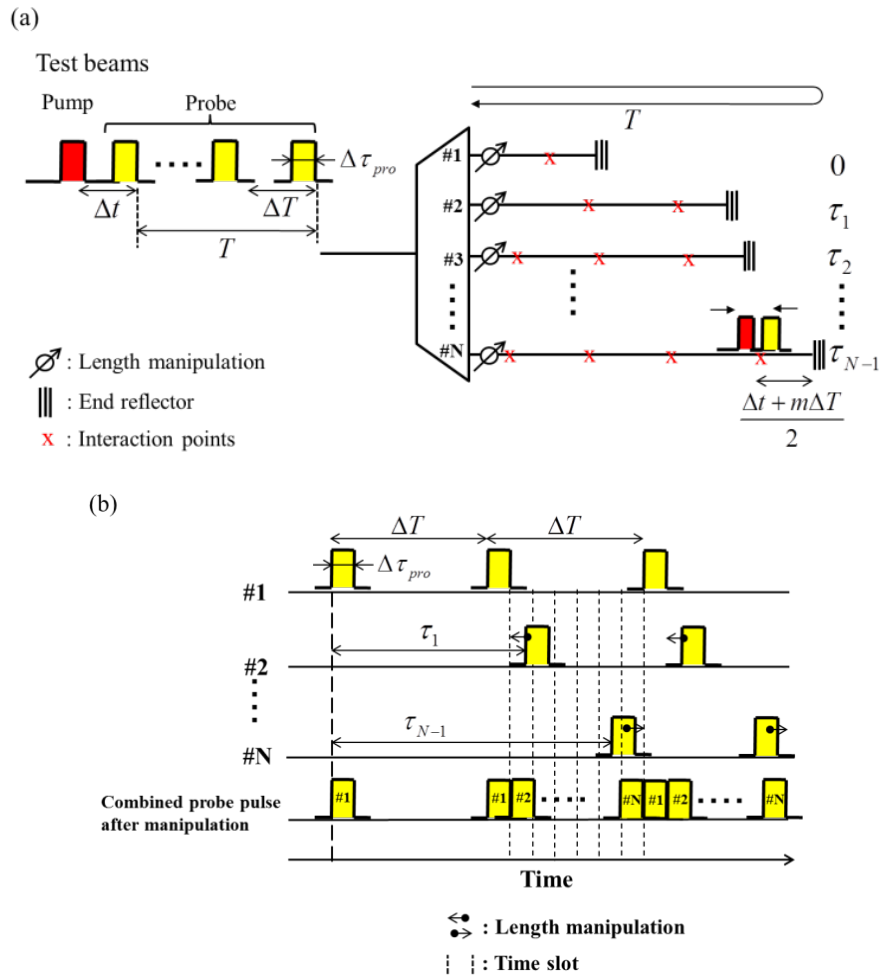 (a)
Test beams
Pump Probe
Δτ_pro
Δt ΔT
T
T
#1 0
#2 τ_1
#3 τ_2
#N τ_{N−1}
(Δt + mΔT)/2
: Length manipulation
: End reflector
x : Interaction points
(b)
ΔT ΔT
Δτ_pro
#1
τ_1
#2
τ_{N−1}
#N
Combined probe pulse
after manipulation
#1 #1 #2 #N #1 #2 #N
Time
: Length manipulation
: Time slot